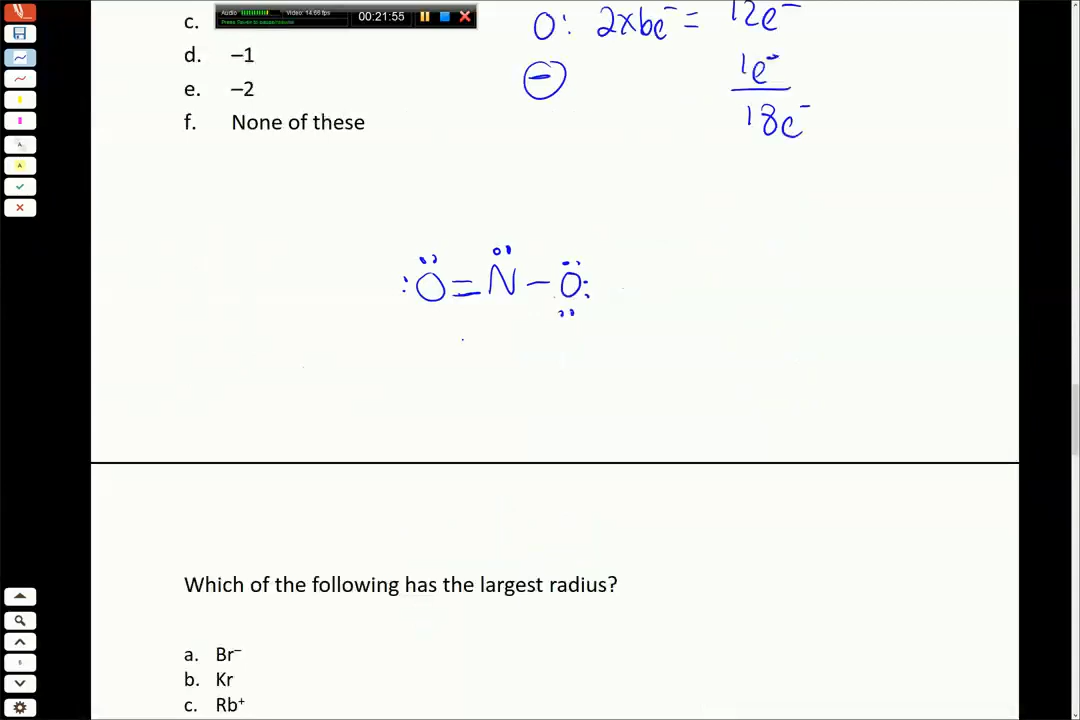 Audio Video: 14.66 fps
00:21:55
c.
O: 2x6e⁻ = 12e⁻
d. –1
⊖ 1e⁻
e. –2
18e⁻
f. None of these
:Ö=N̈-Ö:
Which of the following has the largest radius?
a. Br⁻
b. Kr
c. Rb⁺